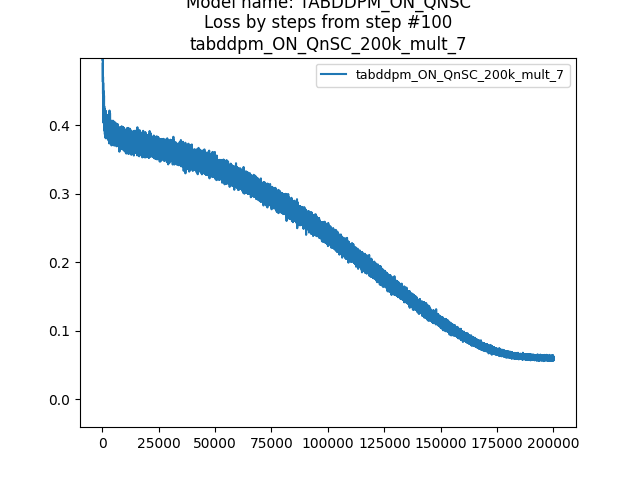 Model name: TABDDPM_ON_QNSC
Loss by steps from step #100
tabddpm_ON_QnSC_200k_mult_7
tabddpm_ON_QnSC_200k_mult_7
0.4
0.3
0.2
0.1
0.0
0 25000 50000 75000 100000 125000 150000 175000 200000